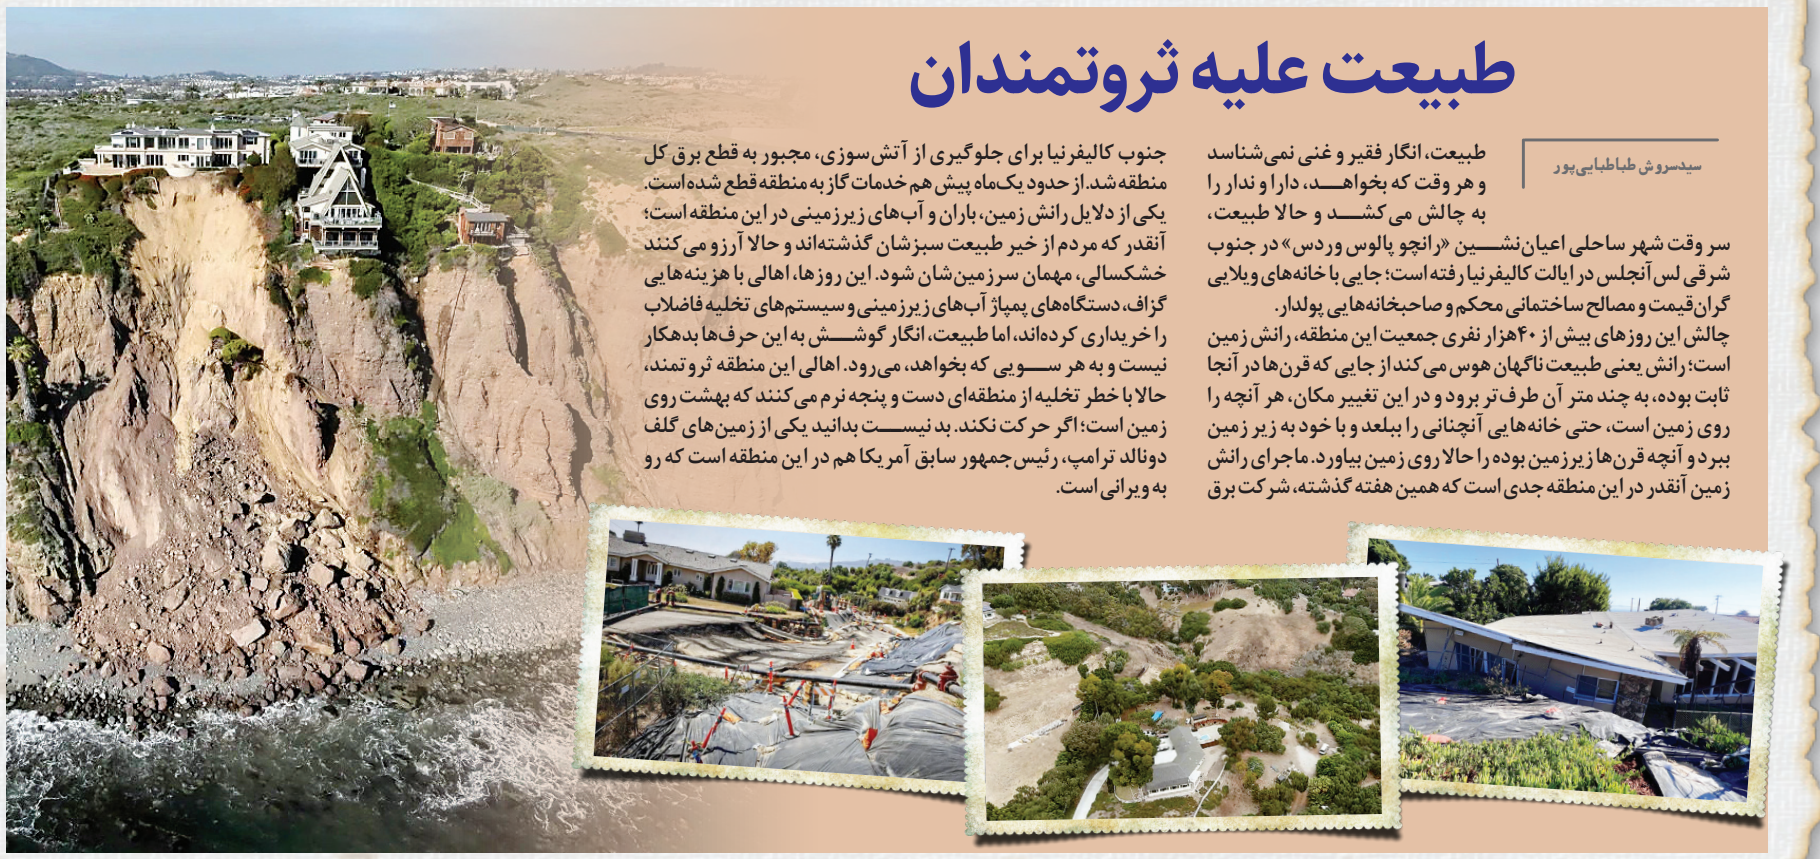 طبیعت علیه ثروتمندان
سیدسروش طباطبایی‌پور
طبیعت، انگار فقیر و غنی نمی‌شناسد
و هر وقت که بخواهد، دارا و ندار را
به چالش می‌کشد و حالا طبیعت،
سر وقت شهر ساحلی اعیان‌نشین «رانچو پالوس وردس» در جنوب
شرقی لس‌آنجلس در ایالت کالیفرنیا رفته است؛ جایی با خانه‌های ویلایی
گران‌قیمت و مصالح ساختمانی محکم و صاحبخانه‌هایی پولدار.
چالش این روزهای بیش از ۴۰هزار نفری جمعیت این منطقه، رانش زمین
است؛ رانش یعنی طبیعت ناگهان هوس می‌کند از جایی که قرن‌ها در آنجا
ثابت بوده، به چند متر آن طرف‌تر برود و در این تغییر مکان، هر آنچه را
روی زمین است، حتی خانه‌هایی آنچنانی را ببلعد و با خود به زیر زمین
ببرد و آنچه قرن‌ها زیرزمین بوده را حالا روی زمین بیاورد. ماجرای رانش
زمین آنقدر در این منطقه جدی است که همین هفته گذشته، شرکت برق
جنوب کالیفرنیا برای جلوگیری از آتش‌سوزی، مجبور به قطع برق کل
منطقه شد. از حدود یک‌ماه پیش هم خدمات گاز به منطقه قطع شده است.
یکی از دلایل رانش زمین، باران و آب‌های زیرزمینی در این منطقه است؛
آنقدر که مردم از خیر طبیعت سبزشان گذشته‌اند و حالا آرزو می‌کنند
خشکسالی، مهمان سرزمین‌شان شود. این روزها، اهالی با هزینه‌هایی
گزاف، دستگاه‌های پمپاژ آب‌های زیرزمینی و سیستم‌های تخلیه فاضلاب
را خریداری کرده‌اند، اما طبیعت، انگار گوشش به این حرف‌ها بدهکار
نیست و به هر سویی که بخواهد، می‌رود. اهالی این منطقه ثروتمند،
حالا با خطر تخلیه از منطقه‌ای دست و پنجه نرم می‌کنند که بهشت روی
زمین است؛ اگر حرکت نکند. بد نیست بدانید یکی از زمین‌های گلف
دونالد ترامپ، رئیس‌جمهور سابق آمریکا هم در این منطقه است که رو
به ویرانی است.